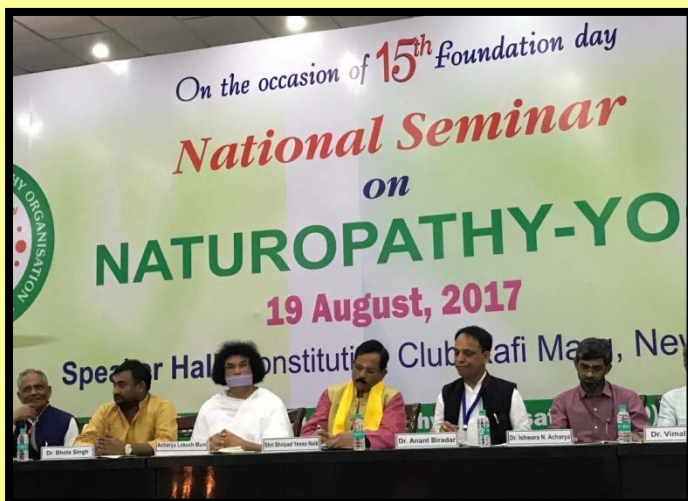 On the occasion of 15th foundation day
National Seminar
on
HY ORGANISATION
NATUROPATHY-YO
19 August, 2017
Speaker Hall, Constitution Club, Rafi Marg, New
Dr. Bhola Singh
Acharya Lokesh Muni
Shri Shripad Yesso Naik
Dr. Anant Biradar
Dr. Ishwara N. Acharya
Dr. Vimal